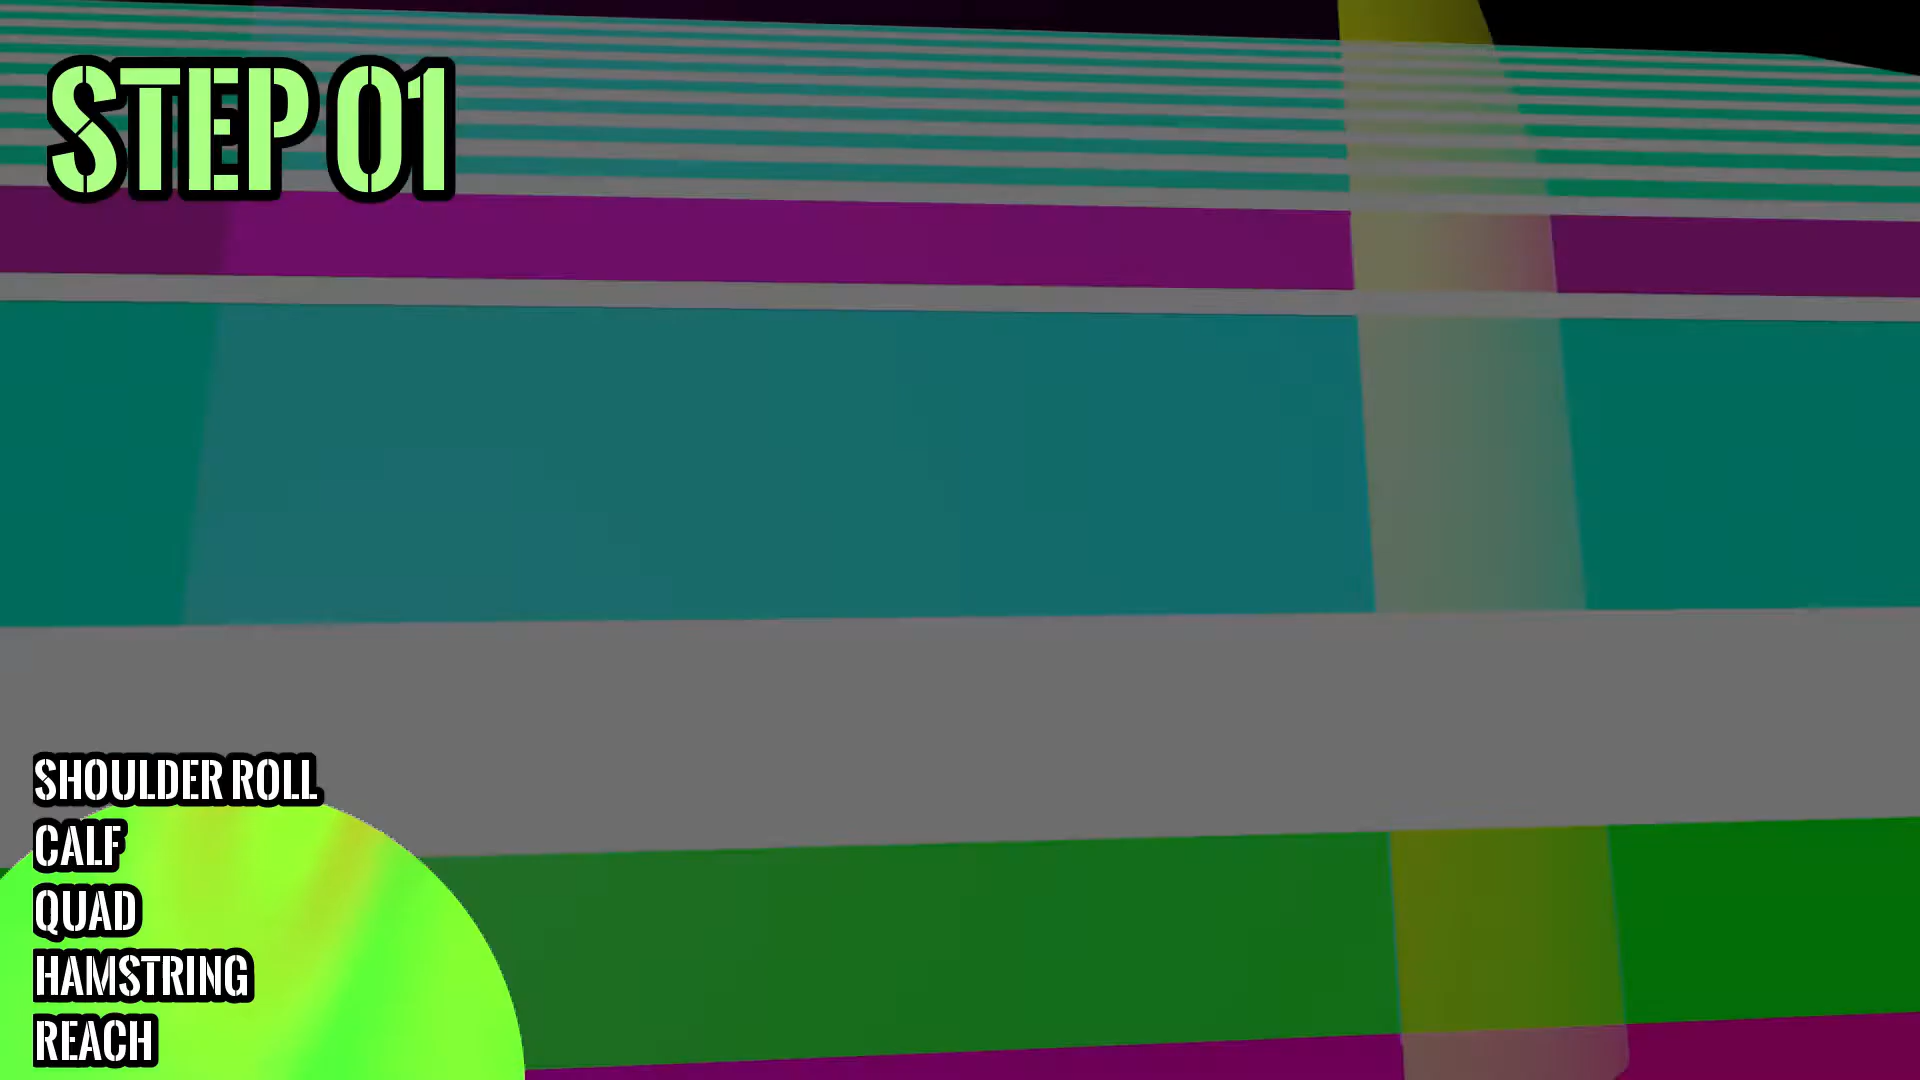 STEP 01
SHOULDER ROLL
CALF
QUAD
HAMSTRING
REACH